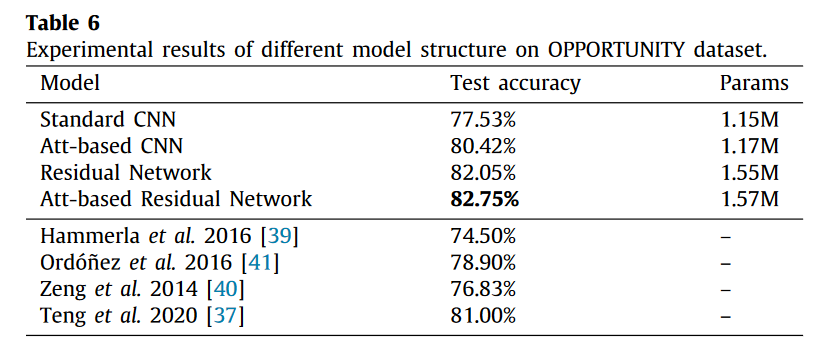 Table 6
Experimental results of different model structure on OPPORTUNITY dataset.
Model Test accuracy Params
Standard CNN 77.53% 1.15M
Att-based CNN 80.42% 1.17M
Residual Network 82.05% 1.55M
Att-based Residual Network 82.75% 1.57M
Hammerla et al. 2016 [39] 74.50% –
Ordóñez et al. 2016 [41] 78.90% –
Zeng et al. 2014 [40] 76.83% –
Teng et al. 2020 [37] 81.00% –